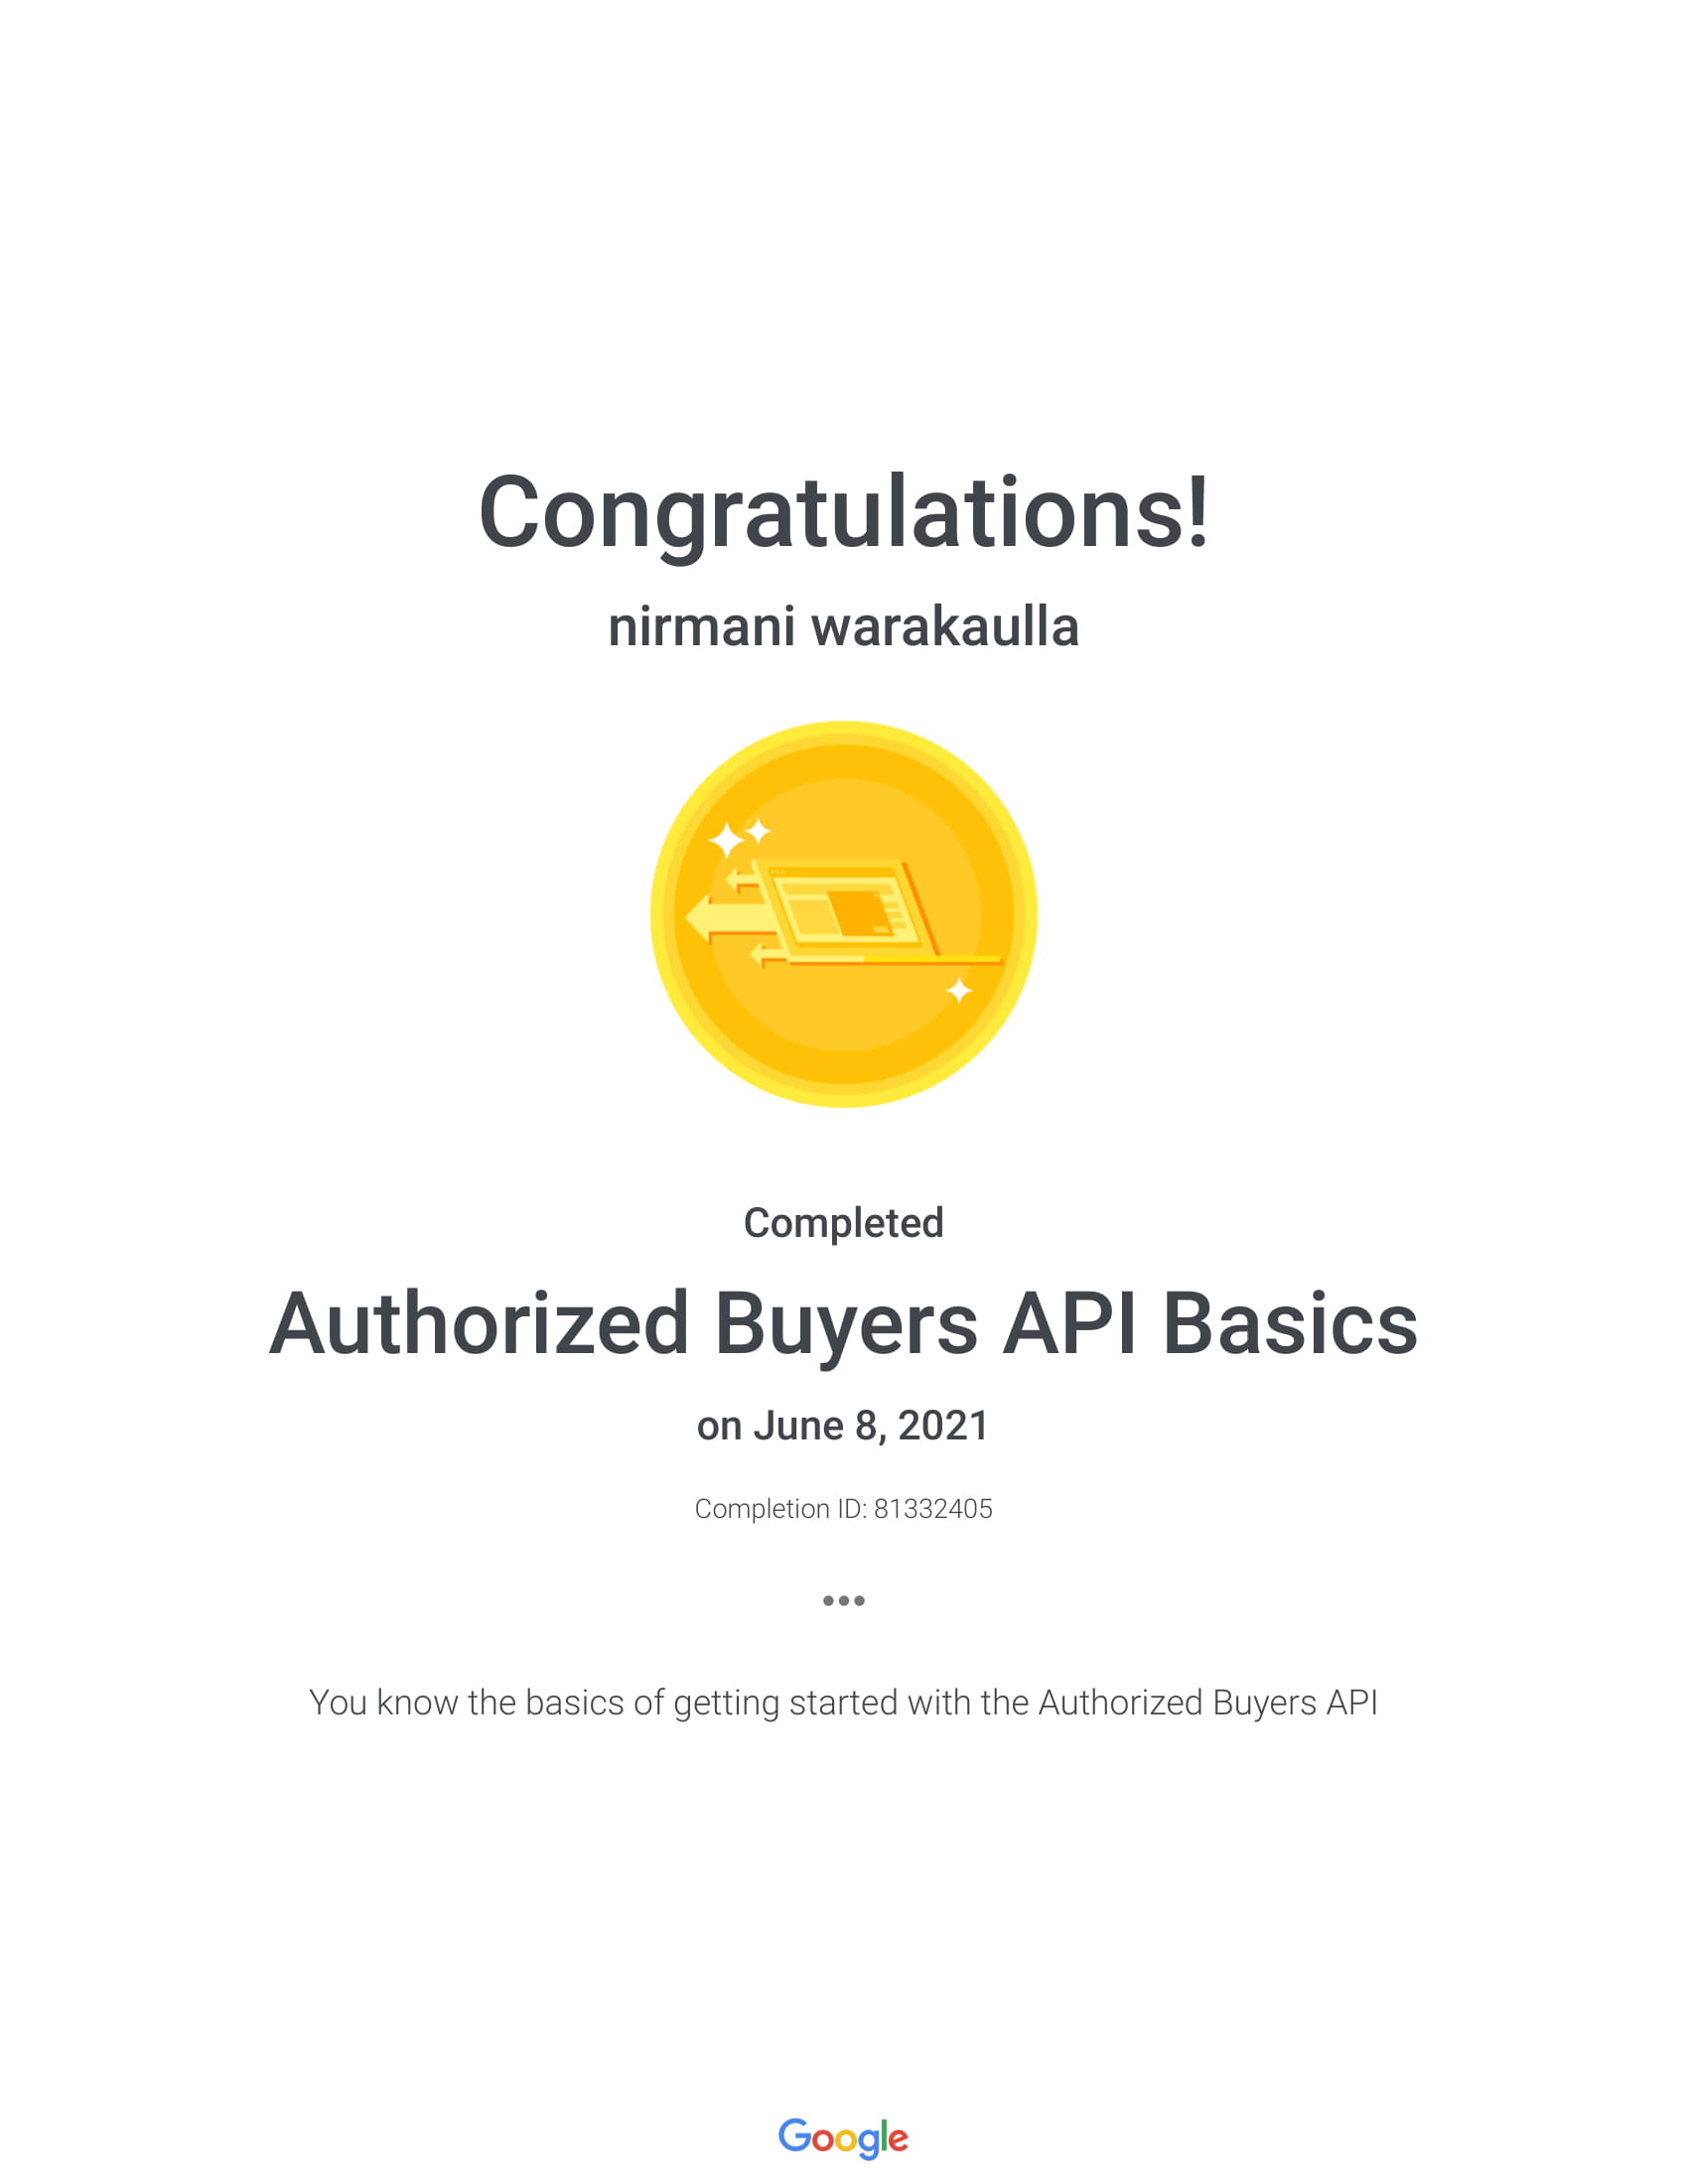 Congratulations!
nirmani warakaulla
Completed
Authorized Buyers API Basics
on June 8, 2021
Completion ID: 81332405
•••
You know the basics of getting started with the Authorized Buyers API
Google